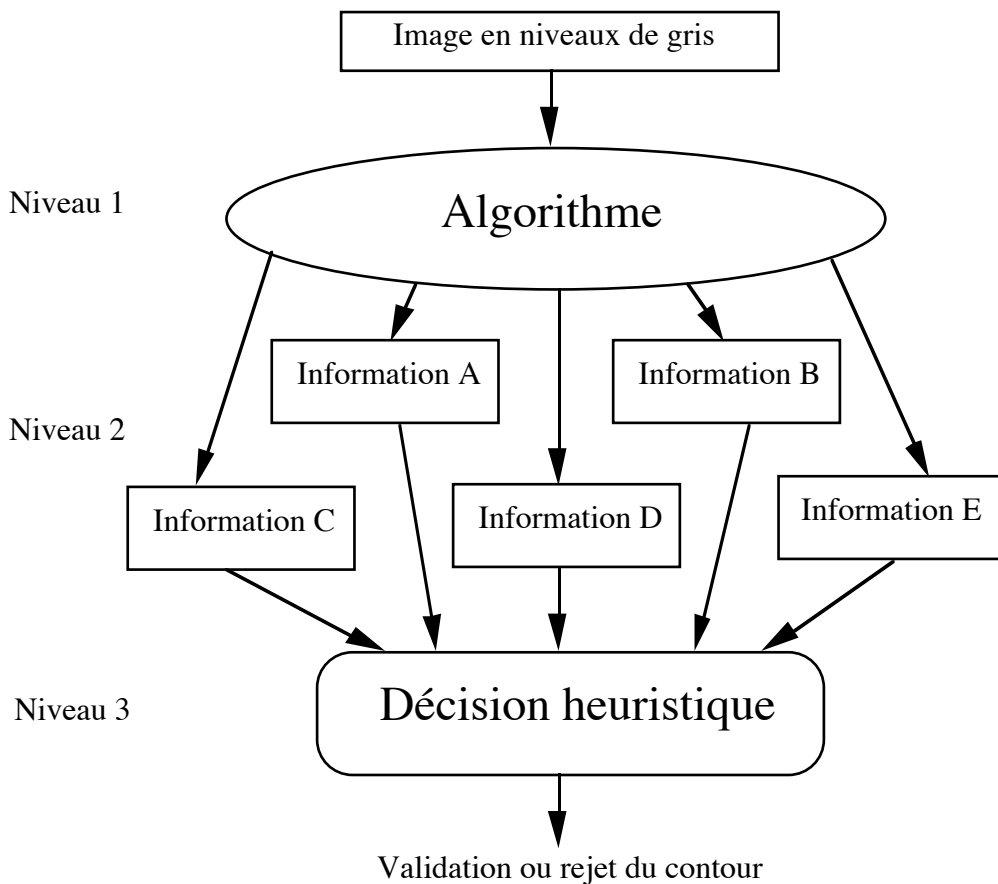 Image en niveaux de gris
Niveau 1
Algorithme
Information A
Information B
Niveau 2
Information C
Information D
Information E
Niveau 3
Décision heuristique
Validation ou rejet du contour